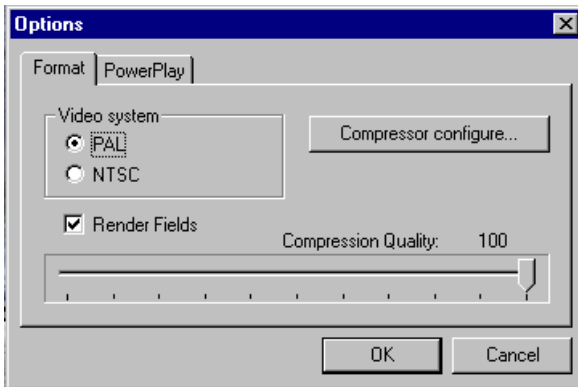 Options
Format PowerPlay
Video system
PAL
Compressor configure...
NTSC
Render Fields
Compression Quality: 100
OK Cancel